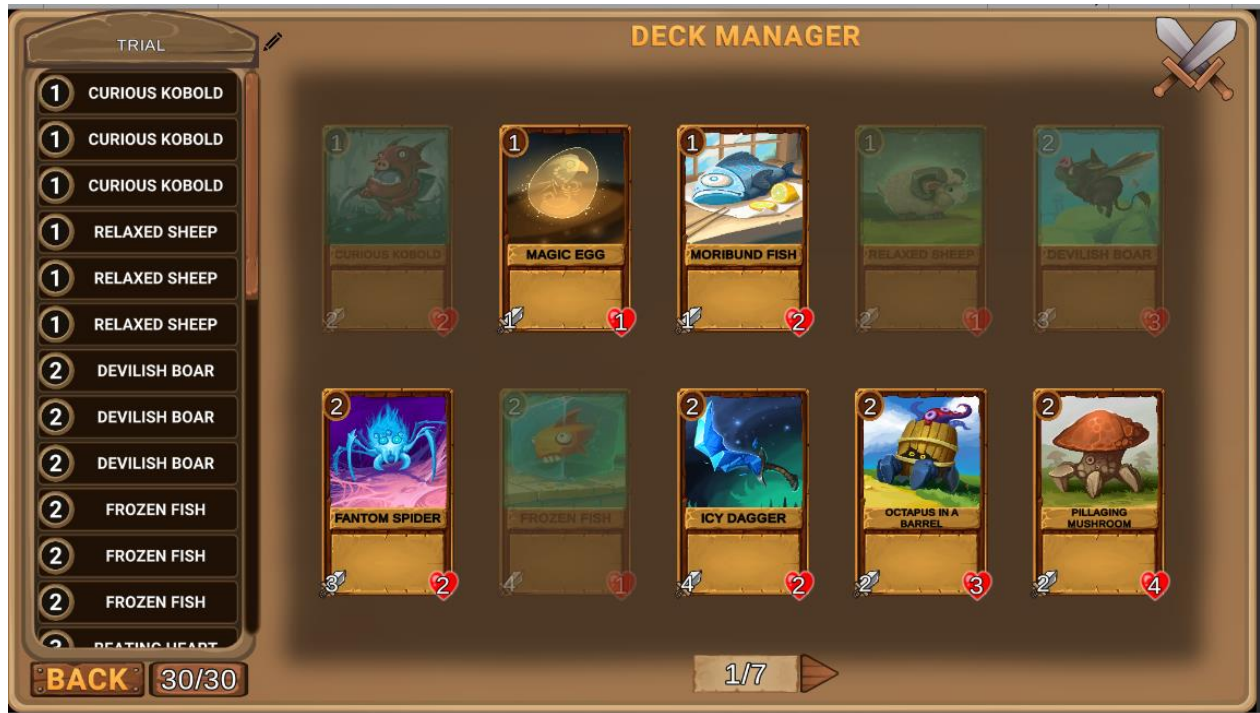 TRIAL
DECK MANAGER
1 CURIOUS KOBOLD
1 CURIOUS KOBOLD
1 CURIOUS KOBOLD
1 RELAXED SHEEP
1 RELAXED SHEEP
1 RELAXED SHEEP
2 DEVILISH BOAR
2 DEVILISH BOAR
2 DEVILISH BOAR
2 FROZEN FISH
2 FROZEN FISH
2 FROZEN FISH
BEATING HEART
BACK
30/30
1
CURIOUS KOBOLD
2 2
1
MAGIC EGG
1 1
1
MORIBUND FISH
1 2
1
RELAXED SHEEP
2 1
2
DEVILISH BOAR
3 3
2
FANTOM SPIDER
3 2
2
FROZEN FISH
4 1
2
ICY DAGGER
4 2
2
OCTOPUS IN A
BARREL
2 3
2
PILLAGING
MUSHROOM
2 4
1/7